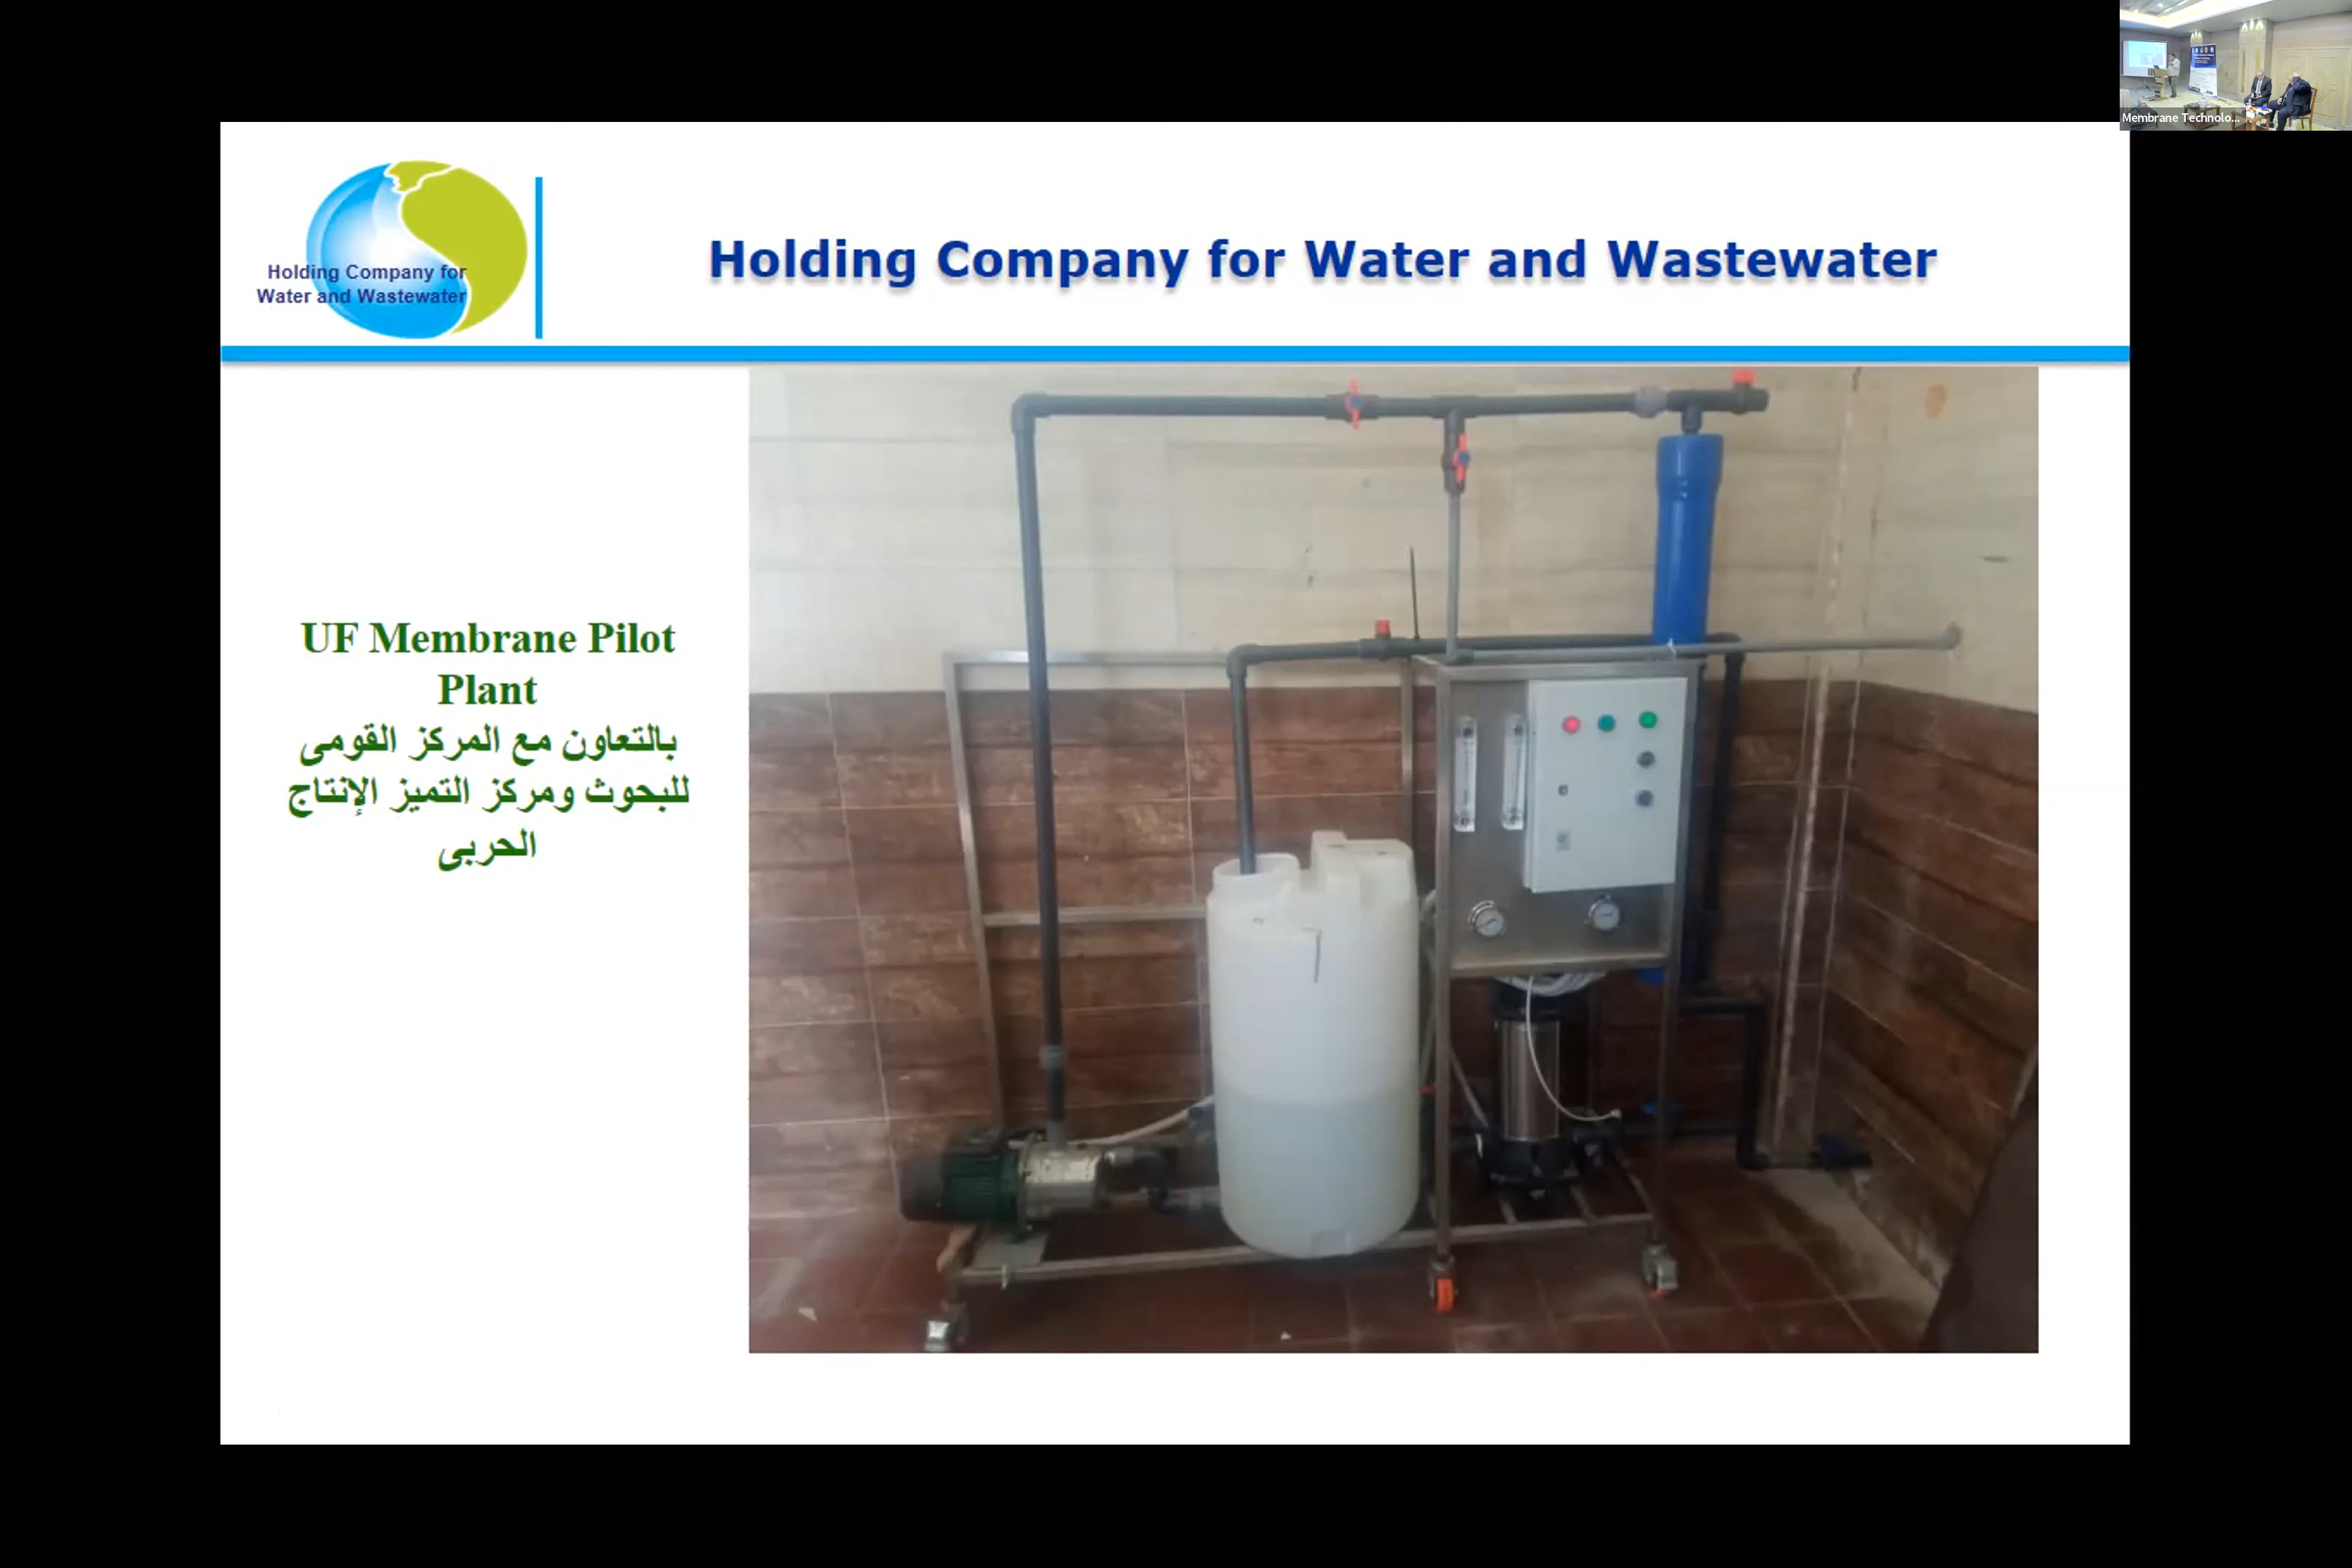 Membrane Technolo...
Holding Company for
Water and Wastewater
Holding Company for Water and Wastewater
UF Membrane Pilot
Plant
بالتعاون مع المركز القومى
للبحوث ومركز التميز الإنتاج
الحربى